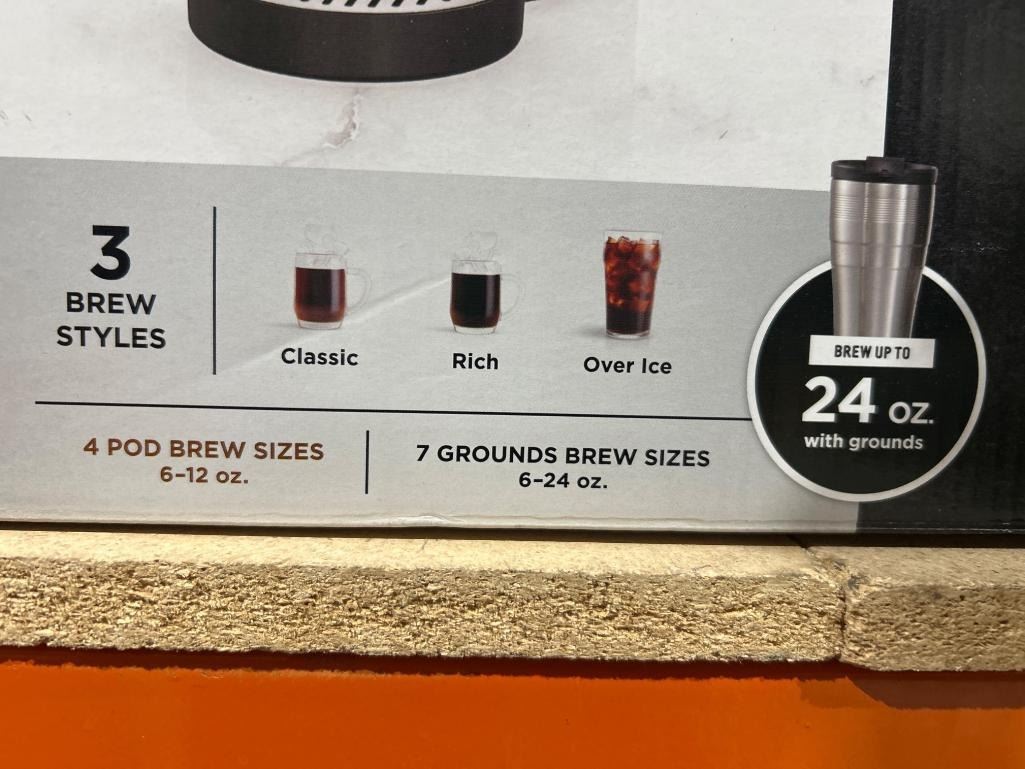 3
BREW
STYLES
Classic
Rich
Over Ice
BREW UP TO
24 OZ.
with grounds
4 POD BREW SIZES
6–12 oz.
7 GROUNDS BREW SIZES
6–24 oz.